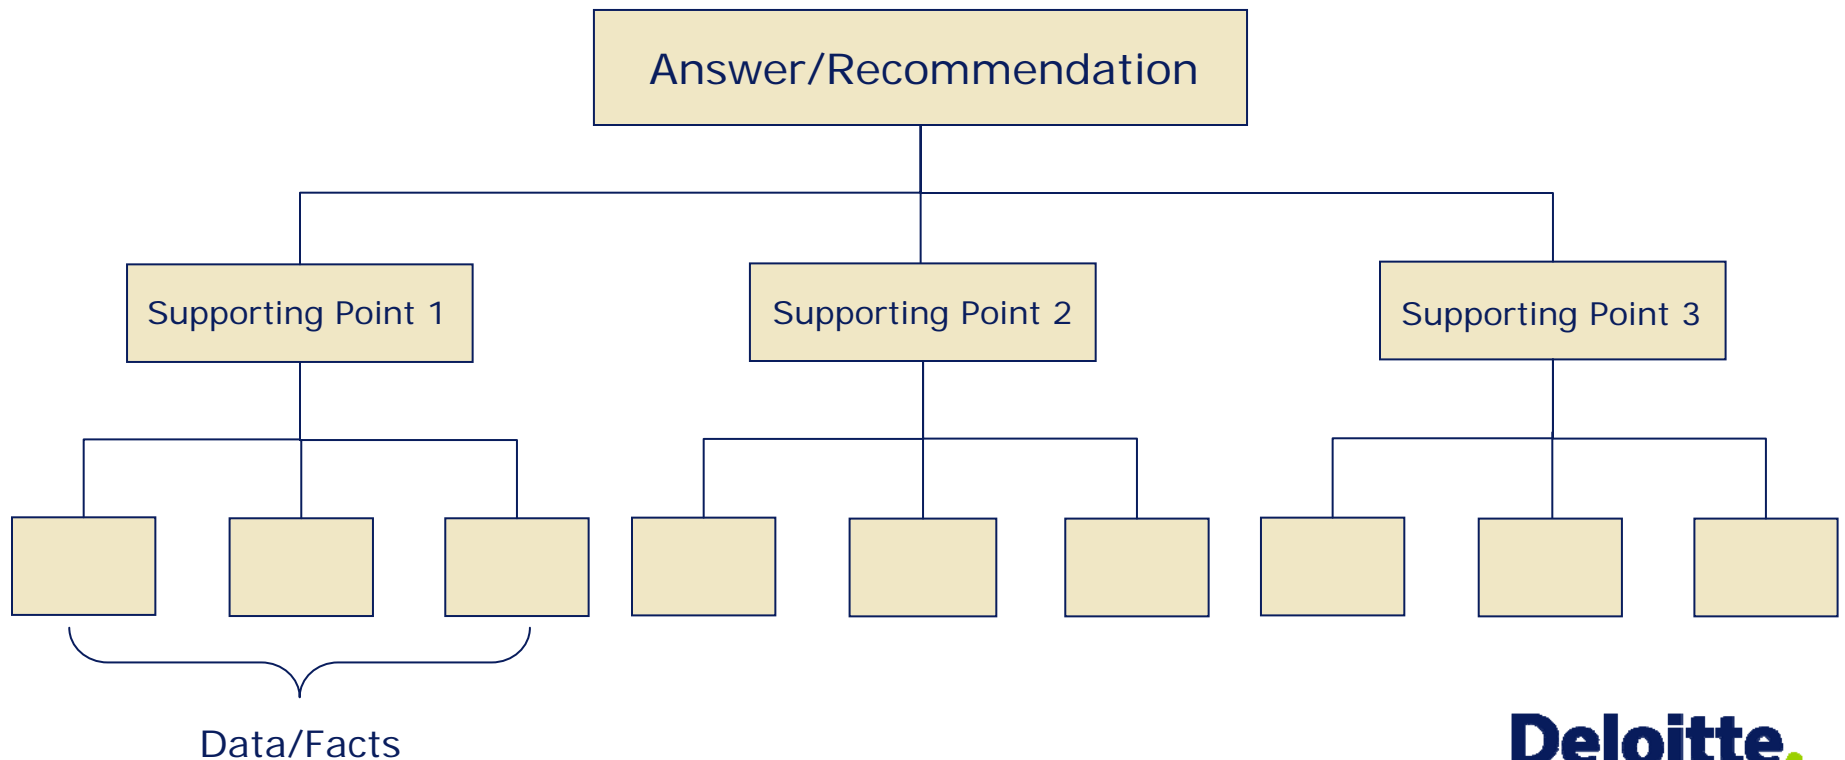 Answer/Recommendation
Supporting Point 1
Supporting Point 2
Supporting Point 3
Data/Facts
Deloitte.